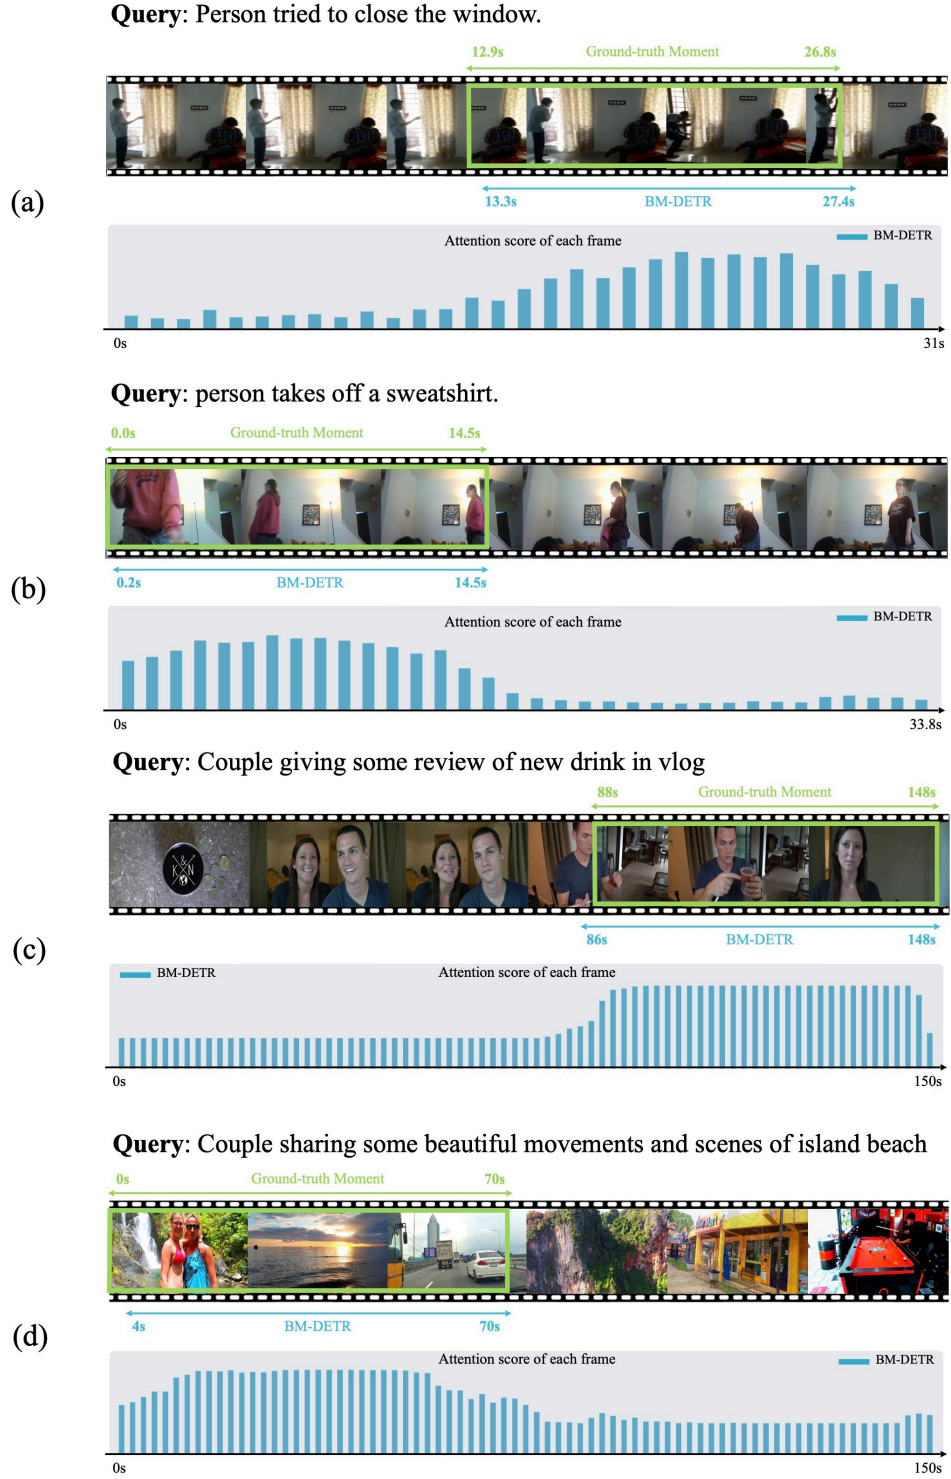 Query: Person tried to close the window.
12.9s Ground-truth Moment 26.8s
13.3s BM-DETR 27.4s
(a)
Attention score of each frame BM-DETR
0s 31s
Query: person takes off a sweatshirt.
0.0s Ground-truth Moment 14.5s
0.2s BM-DETR 14.5s
(b)
Attention score of each frame BM-DETR
0s 33.8s
Query: Couple giving some review of new drink in vlog
88s Ground-truth Moment 148s
& K N
86s BM-DETR 148s
(c)
BM-DETR Attention score of each frame
0s 150s
Query: Couple sharing some beautiful movements and scenes of island beach
0s Ground-truth Moment 70s
4s BM-DETR 70s
(d)
Attention score of each frame BM-DETR
0s 150s